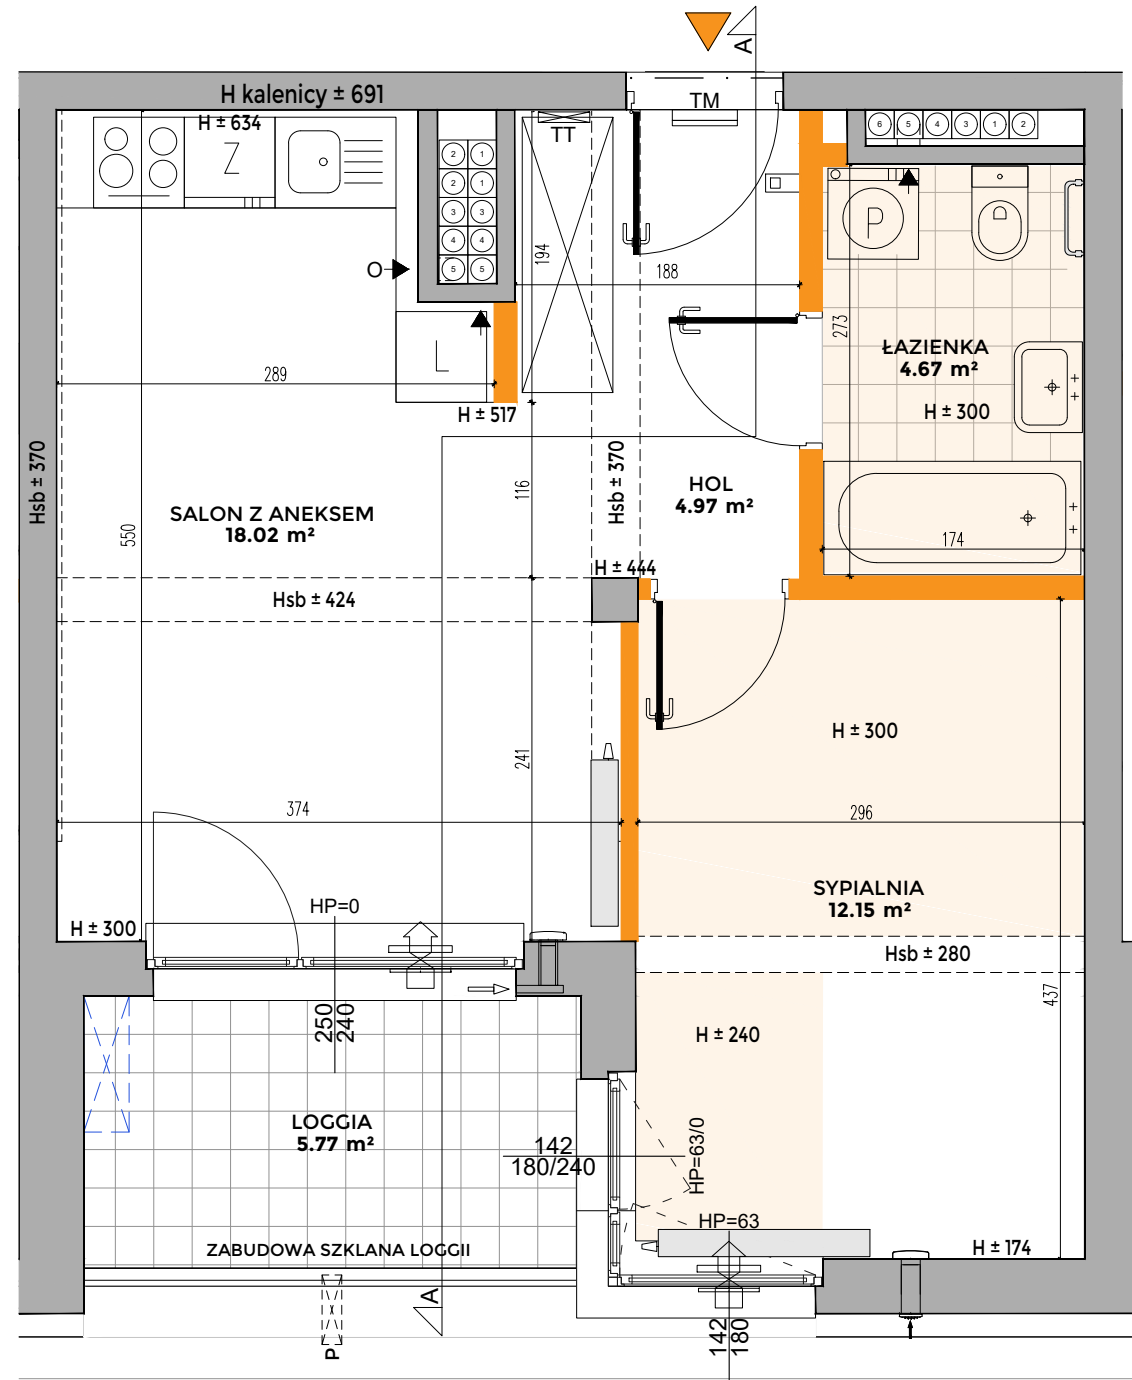 A
H kalenicy ± 691
TM
H ± 634
TT
Z
6 5 4 3 1 2
2 1
2 1
3 3
4 4
5 5
P
D
O
194
188
273
L
289
ŁAZIENKA
4.67 m²
H ± 300
H ± 517
Hsb ± 370
Hsb ± 370
HOL
4.97 m²
SALON Z ANEKSEM
18.02 m²
116
550
174
H ± 444
Hsb ± 424
H ± 300
241
374
296
SYPIALNIA
12.15 m²
HP=0
H ± 300
Hsb ± 280
437
250
240
H ± 240
LOGGIA
5.77 m²
142
180/240
HP=63/0
HP=63
ZABUDOWA SZKLANA LOGGII
H ± 174
A
P
142
180